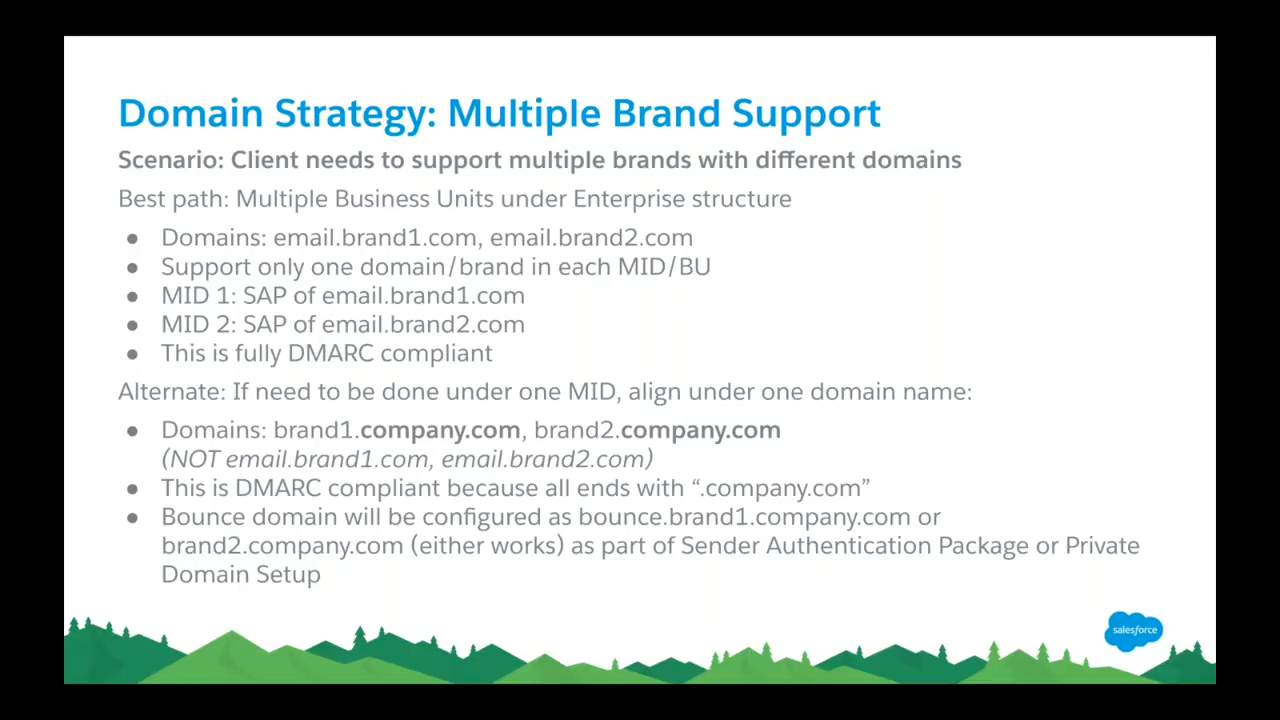 Domain Strategy: Multiple Brand Support
Scenario: Client needs to support multiple brands with different domains
Best path: Multiple Business Units under Enterprise structure
● Domains: email.brand1.com, email.brand2.com
● Support only one domain/brand in each MID/BU
● MID 1: SAP of email.brand1.com
● MID 2: SAP of email.brand2.com
● This is fully DMARC compliant
Alternate: If need to be done under one MID, align under one domain name:
● Domains: brand1.company.com, brand2.company.com
(NOT email.brand1.com, email.brand2.com)
● This is DMARC compliant because all ends with “.company.com”
● Bounce domain will be configured as bounce.brand1.company.com or
brand2.company.com (either works) as part of Sender Authentication Package or Private
Domain Setup
salesforce